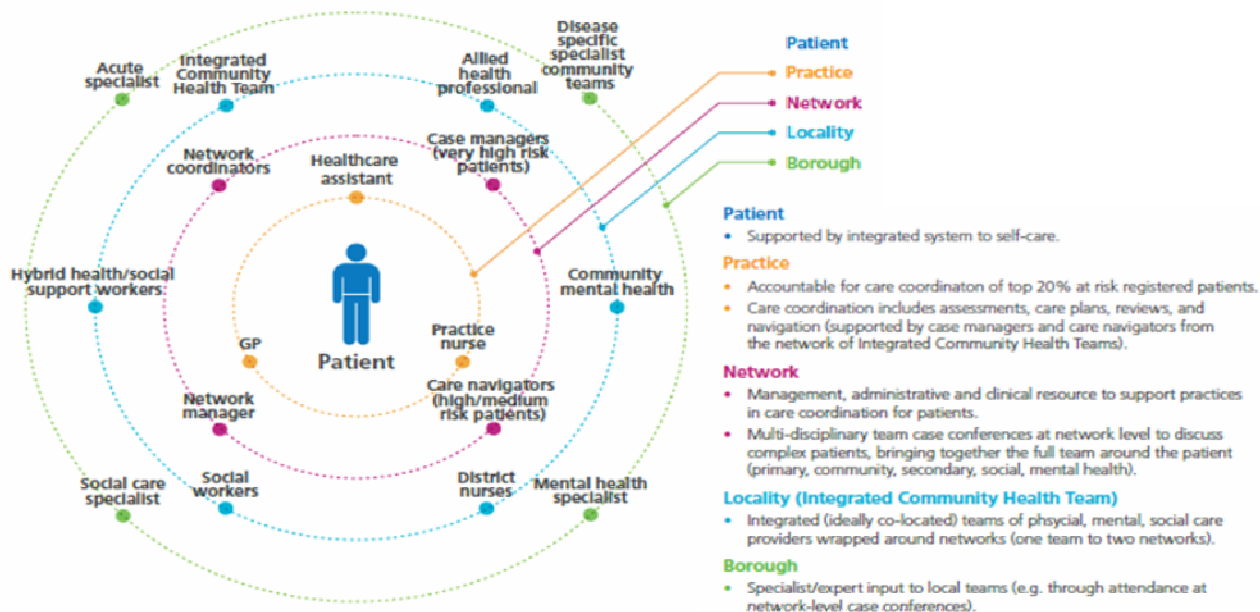 Disease
specific
specialist
community
teams
Acute
specialist
Integrated
Community
Health Team
Allied
health
professional
Network
coordinators
Healthcare
assistant
Case managers
(very high risk
patients)
Hybrid health/social
support workers
Community
mental health
GP
Patient
Practice
nurse
Network
manager
Care navigators
(high/medium
risk patients)
Social care
specialist
Social
workers
District
nurses
Mental health
specialist
Patient
Practice
Network
Locality
Borough
Patient
• Supported by integrated system to self-care.
Practice
• Accountable for care coordinaton of top 20% at risk registered patients.
• Care coordination includes assessments, care plans, reviews, and
navigation (supported by case managers and care navigators from
the network of Integrated Community Health Teams).
Network
• Management, administrative and clinical resource to support practices
in care coordination for patients.
• Multi-disciplinary team case conferences at network level to discuss
complex patients, bringing together the full team around the patient
(primary, community, secondary, social, mental health).
Locality (Integrated Community Health Team)
• Integrated (ideally co-located) teams of phsycial, mental, social care
providers wrapped around networks (one team to two networks).
Borough
• Specialist/expert input to local teams (e.g. through attendance at
network-level case conferences).